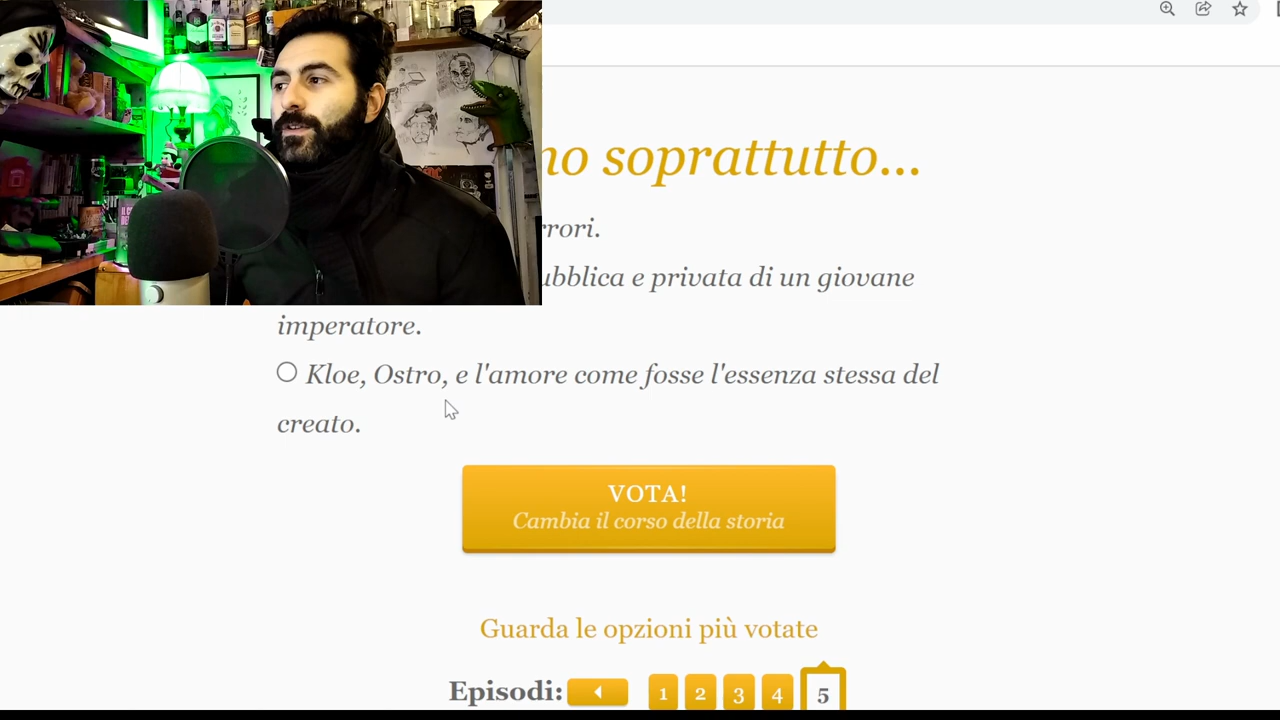 no soprattutto...
rrori.
ubblica e privata di un giovane
imperatore.
Kloe, Ostro, e l'amore come fosse l'essenza stessa del
creato.
VOTA!
Cambia il corso della storia
Guarda le opzioni più votate
Episodi: 1 2 3 4 5